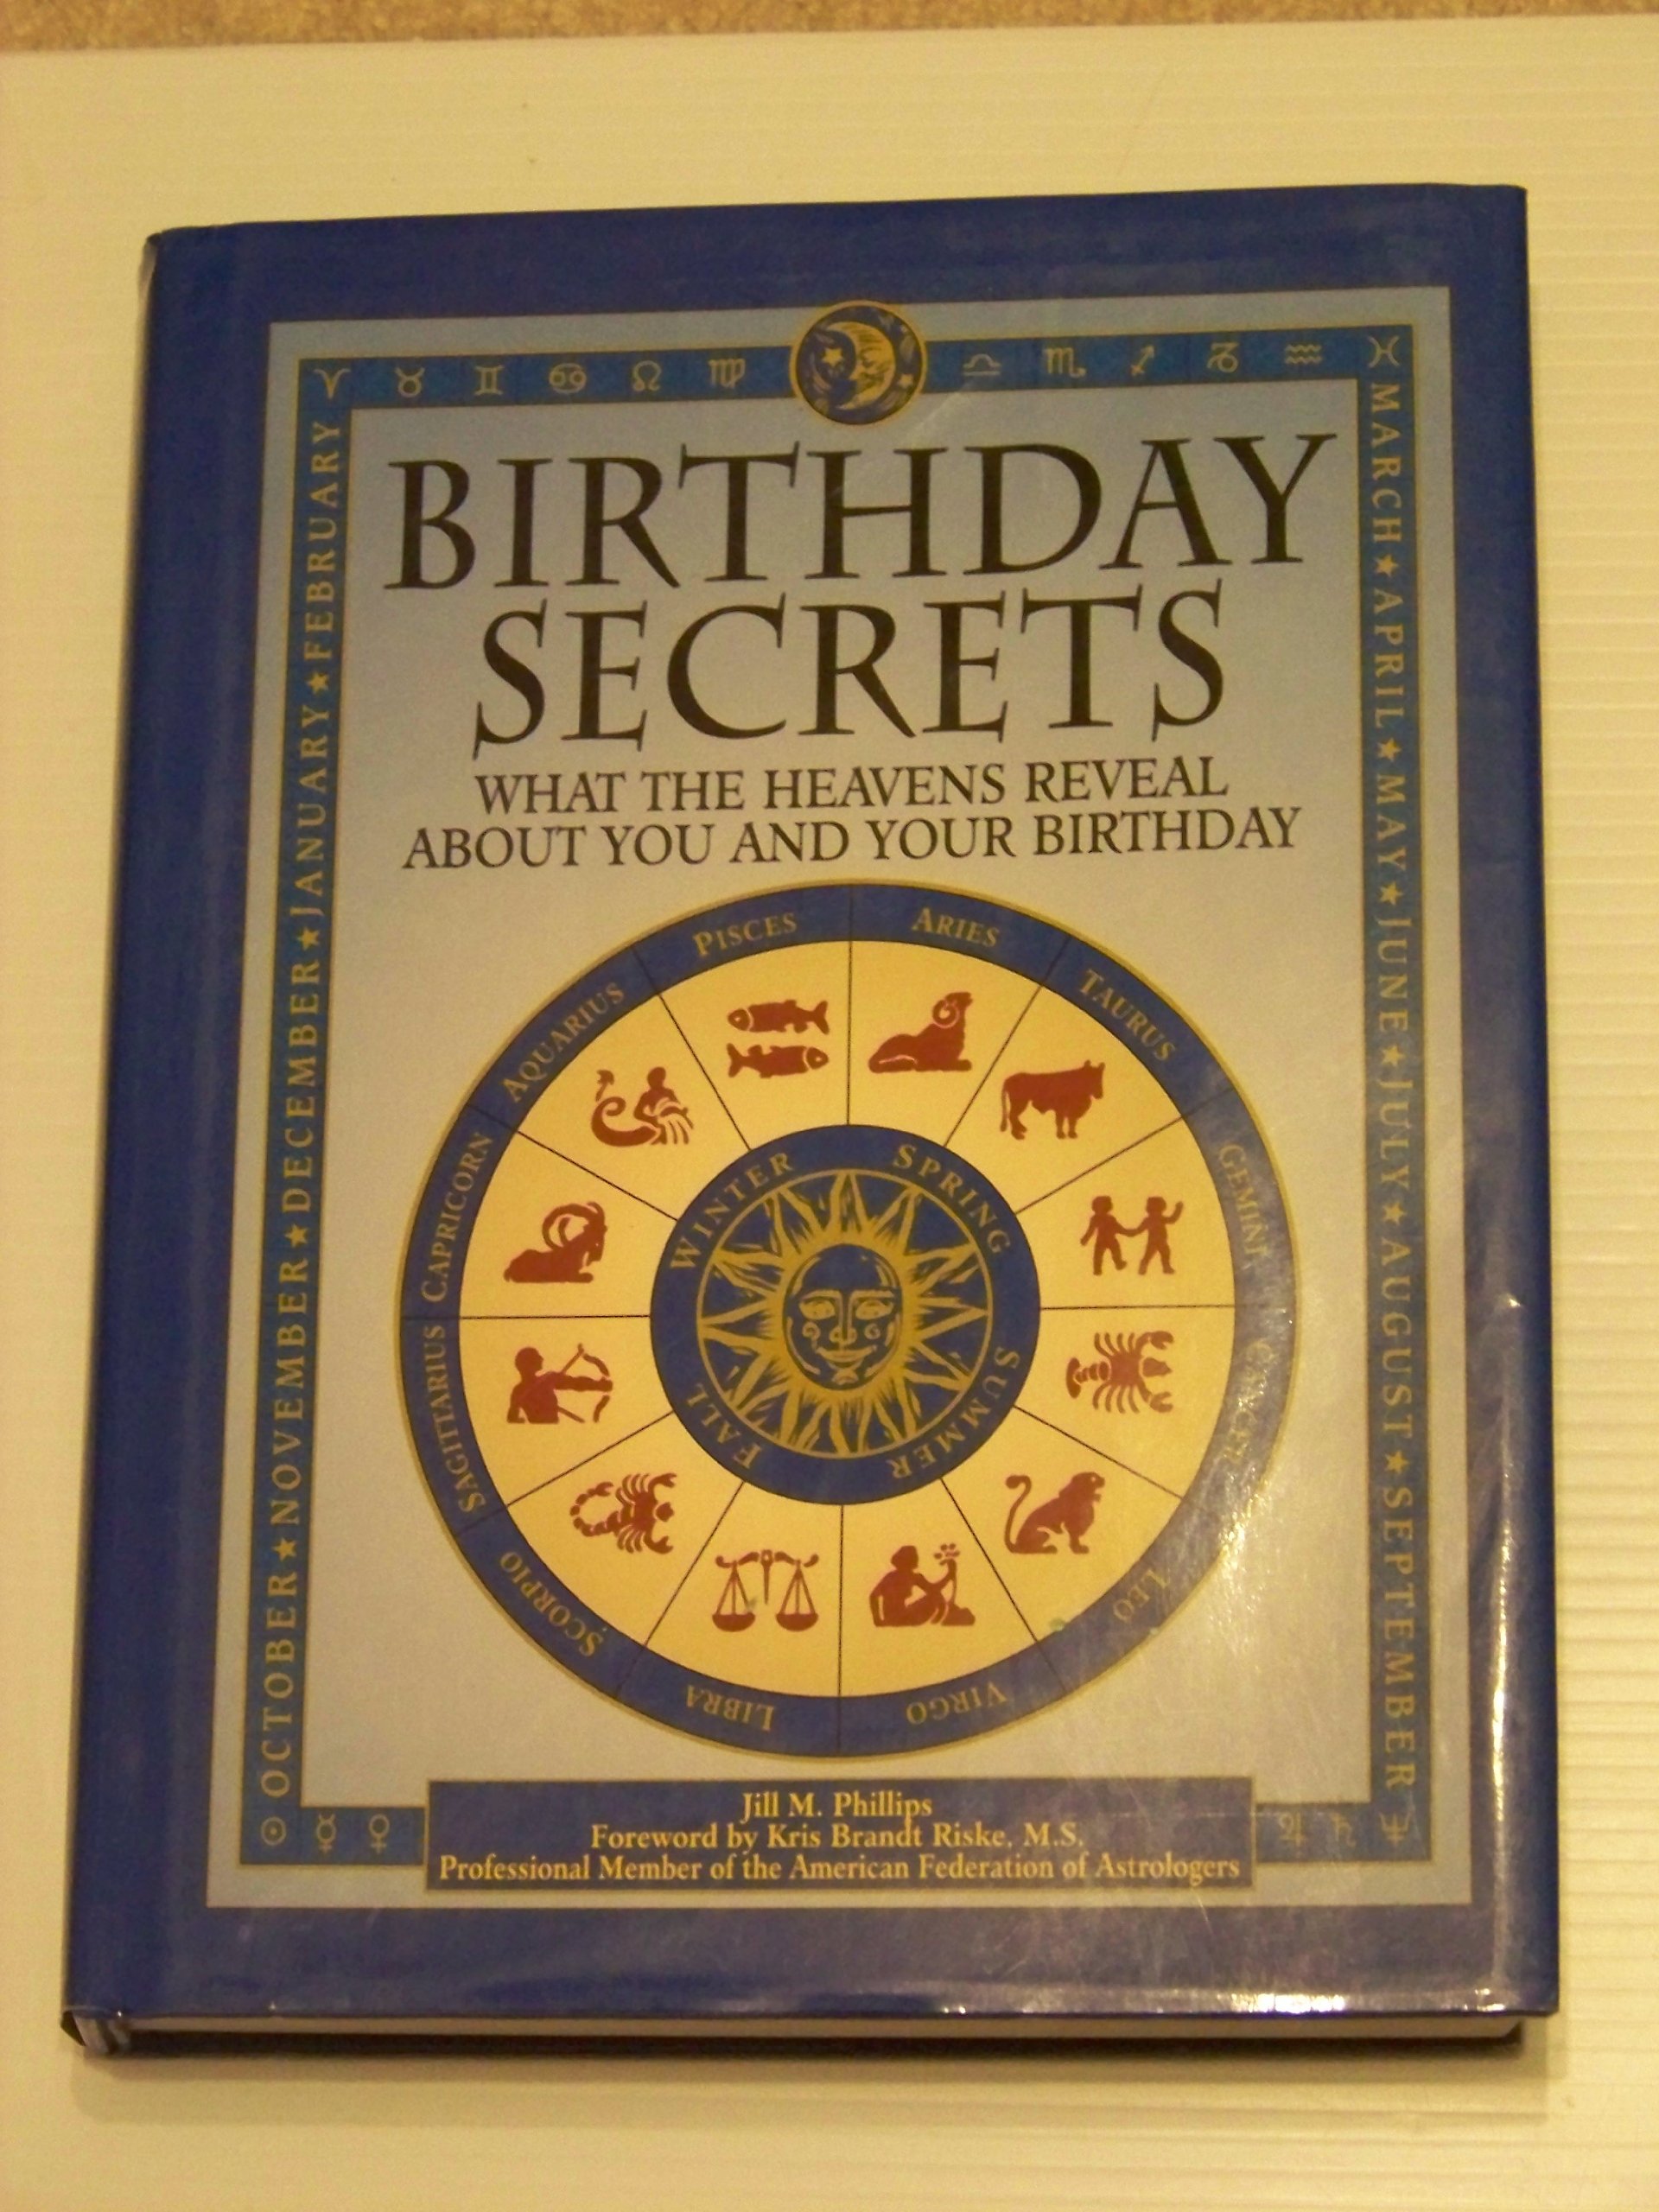 BIRTHDAY
SECRETS
WHAT THE HEAVENS REVEAL
ABOUT YOU AND YOUR BIRTHDAY
OCTOBER★NOVEMBER★DECEMBER★JANUARY★FEBRUARY
MARCH★APRIL★MAY★JUNE★JULY★AUGUST★SEPTEMBER
ARIES
TAURUS
GEMINI
CANCER
LEO
VIRGO
LIBRA
SCORPIO
SAGITTARIUS
CAPRICORN
AQUARIUS
PISCES
WINTER
SPRING
SUMMER
FALL
Jill M. Phillips
Foreword by Kris Brandt Riske, M.S.
Professional Member of the American Federation of Astrologers